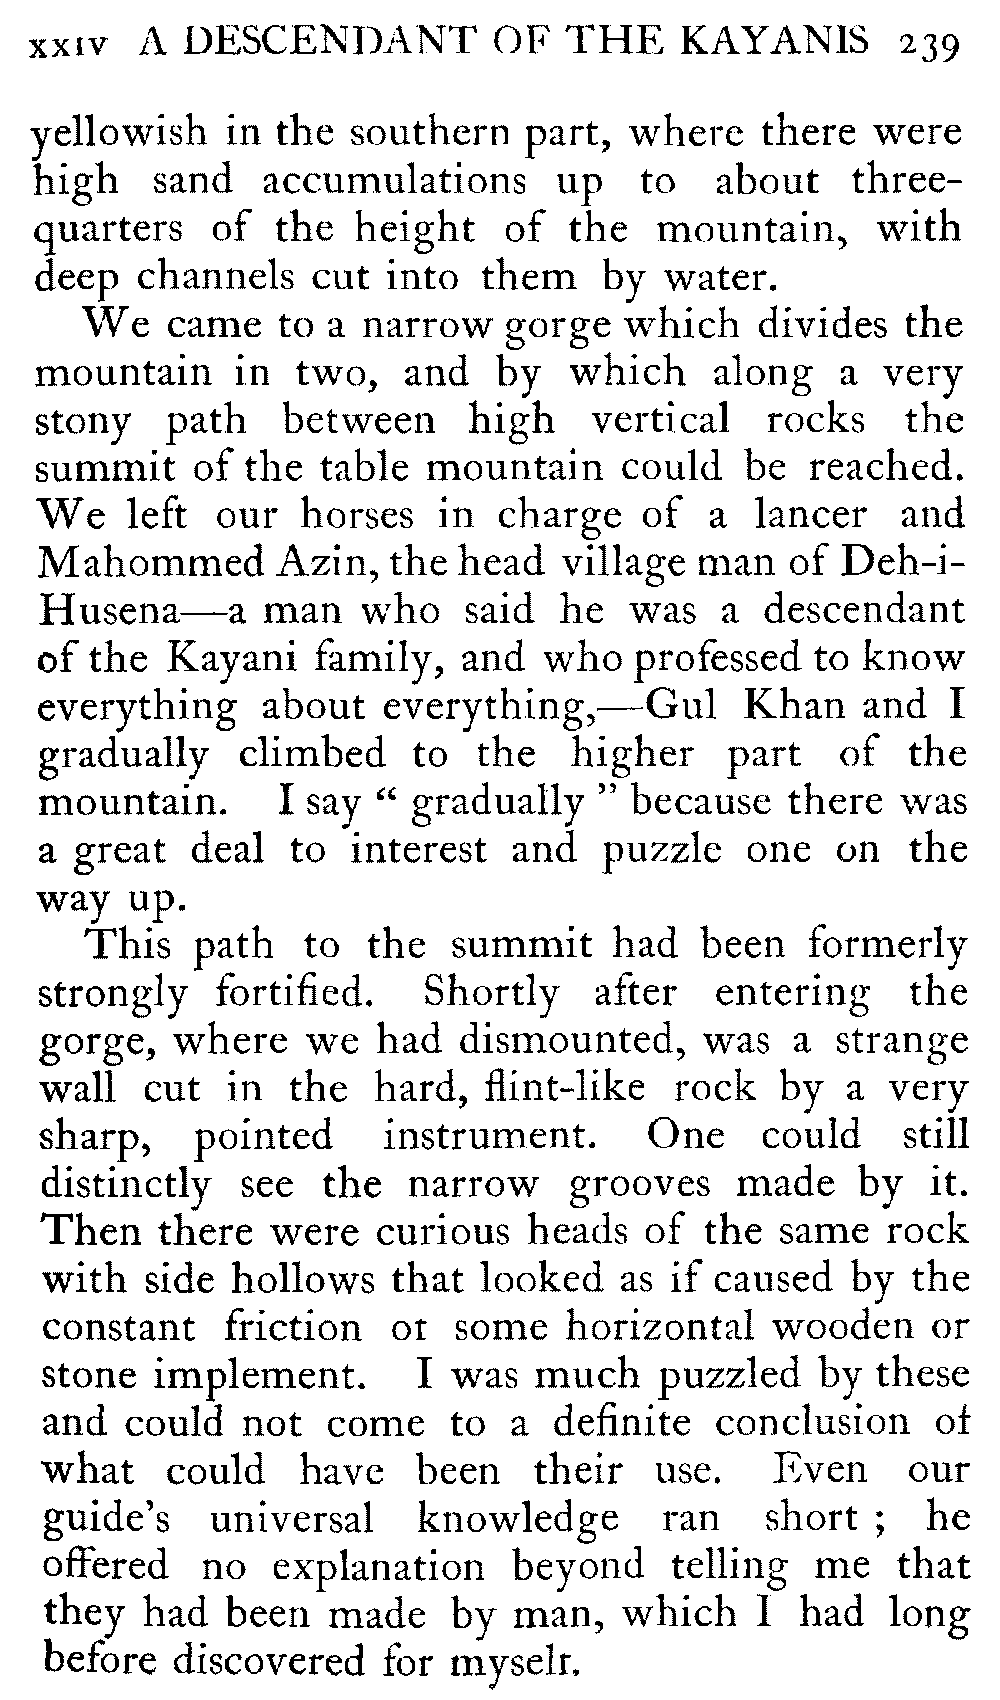 xxiv A DESCENDANT OF THE KAYANIS 239
yellowish in the southern part, where there were
high sand accumulations up to about three-
quarters of the height of the mountain, with
deep channels cut into them by water.
We came to a narrow gorge which divides the
mountain in two, and by which along a very
stony path between high vertical rocks the
summit of the table mountain could be reached.
We left our horses in charge of a lancer and
Mahommed Azin, the head village man of Deh-i-
Husena—a man who said he was a descendant
of the Kayani family, and who professed to know
everything about everything,—Gul Khan and I
gradually climbed to the higher part of the
mountain. I say “ gradually ” because there was
a great deal to interest and puzzle one on the
way up.
This path to the summit had been formerly
strongly fortified. Shortly after entering the
gorge, where we had dismounted, was a strange
wall cut in the hard, flint-like rock by a very
sharp, pointed instrument. One could still
distinctly see the narrow grooves made by it.
Then there were curious heads of the same rock
with side hollows that looked as if caused by the
constant friction of some horizontal wooden or
stone implement. I was much puzzled by these
and could not come to a definite conclusion of
what could have been their use. Even our
guide's universal knowledge ran short ; he
offered no explanation beyond telling me that
they had been made by man, which I had long
before discovered for myself.